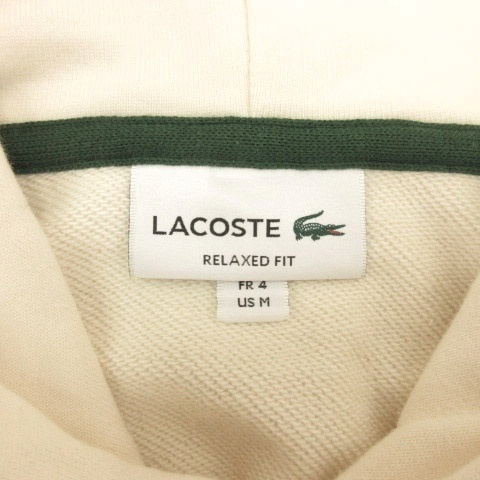 LACOSTE
RELAXED FIT
FR 4
US M